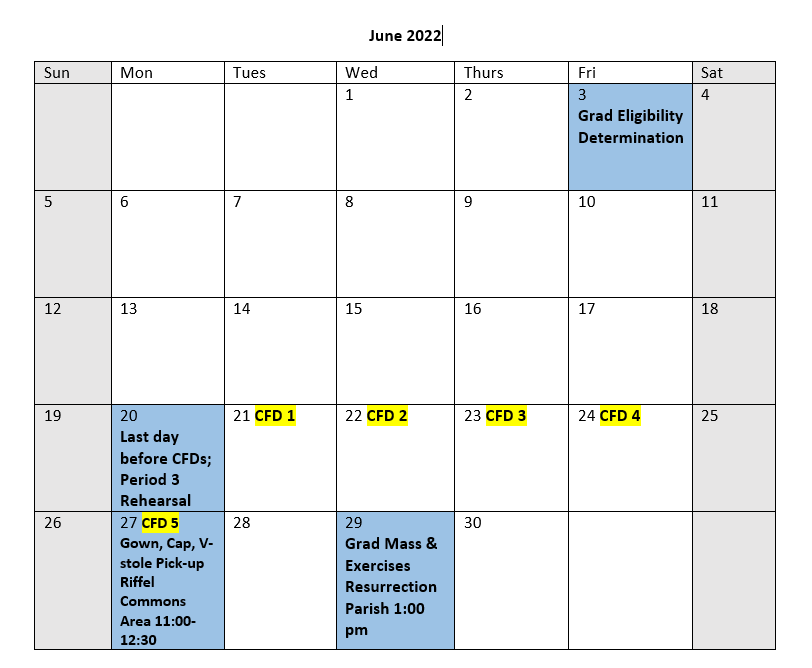 June 2022
Sun Mon Tues Wed Thurs Fri Sat
1 2 3 4
Grad Eligibility
Determination
5 6 7 8 9 10 11
12 13 14 15 16 17 18
19 20 21 CFD 1 22 CFD 2 23 CFD 3 24 CFD 4 25
Last day
before CFDs;
Period 3
Rehearsal
26 27 CFD 5 28 29 30
Gown, Cap, V-
stole Pick-up
Riffel
Commons
Area 11:00-
12:30
Grad Mass &
Exercises
Resurrection
Parish 1:00
pm